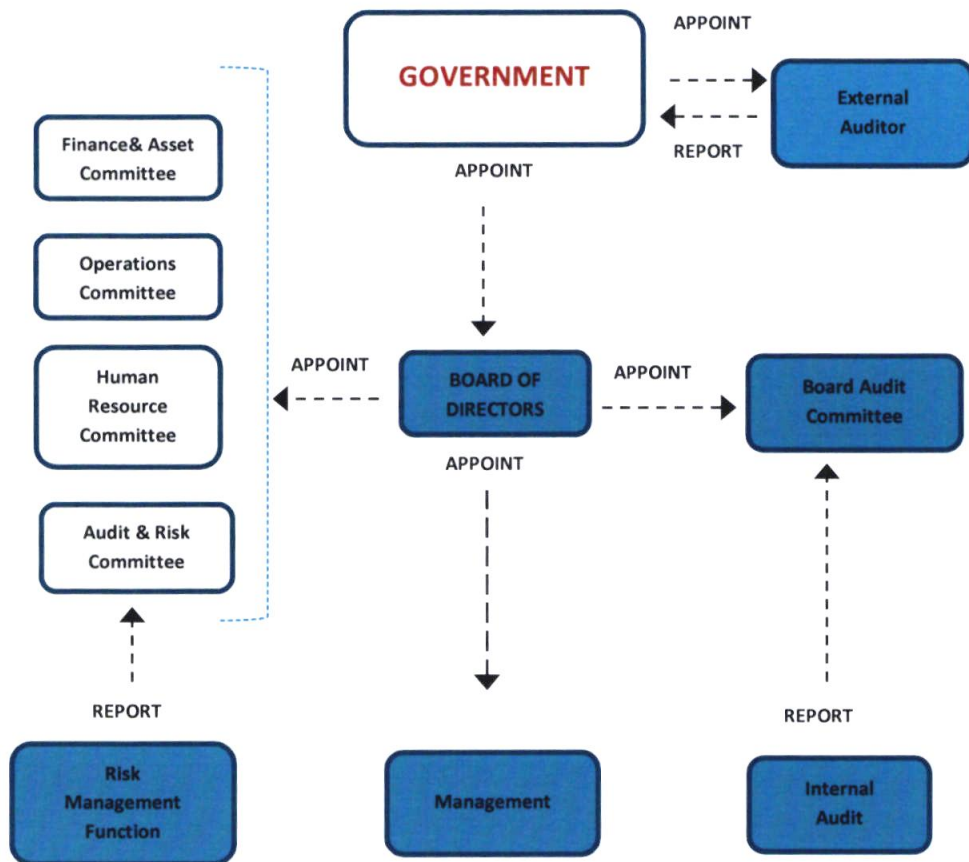 APPOINT
GOVERNMENT
External
Auditor
REPORT
Finance& Asset
Committee
APPOINT
Operations
Committee
Human
Resource
Committee
APPOINT
BOARD OF
DIRECTORS
APPOINT
Board Audit
Committee
APPOINT
Audit & Risk
Committee
REPORT
REPORT
Risk
Management
Function
Management
Internal
Audit